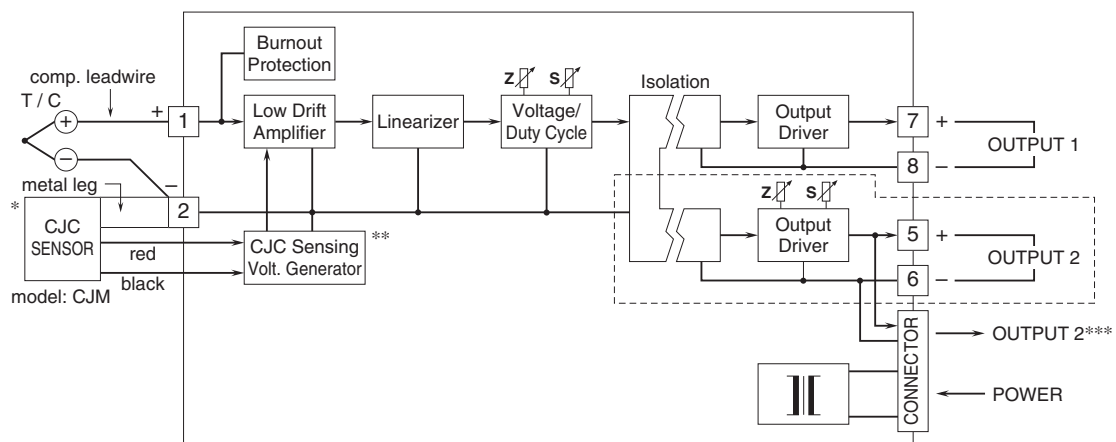 Burnout
Protection
comp. leadwire
T / C
+
−
+
−
1
Low Drift
Amplifier
Linearizer
Z
S
Voltage/
Duty Cycle
Isolation
Output
Driver
7
+
8
−
OUTPUT 1
metal leg
*
CJC
SENSOR
2
red
black
model: CJM
CJC Sensing
Volt. Generator
**
Z
S
Output
Driver
5
+
6
−
OUTPUT 2
CONNECTOR
OUTPUT 2***
POWER